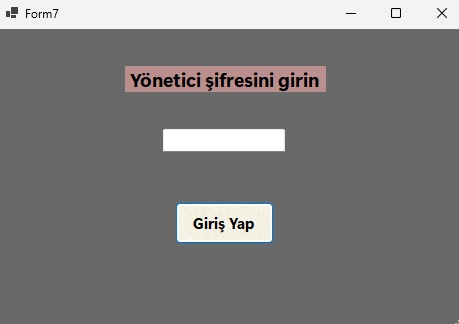 Form7
Yönetici şifresini girin
Giriş Yap